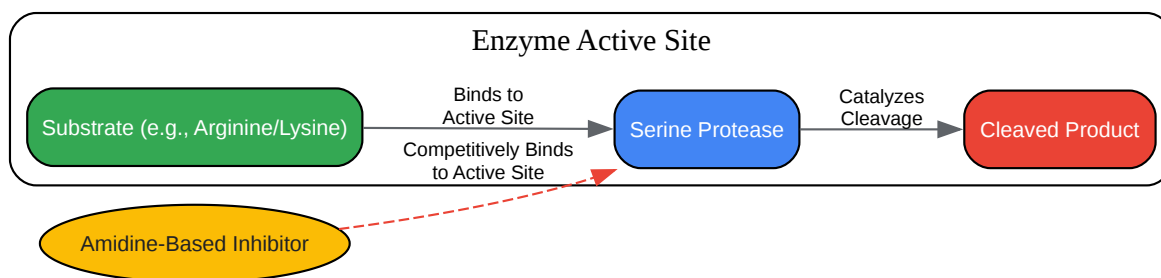 Enzyme Active Site
Substrate (e.g., Arginine/Lysine)
Binds to
Active Site
Serine Protease
Catalyzes
Cleavage
Cleaved Product
Competitively Binds
to Active Site
Amidine-Based Inhibitor